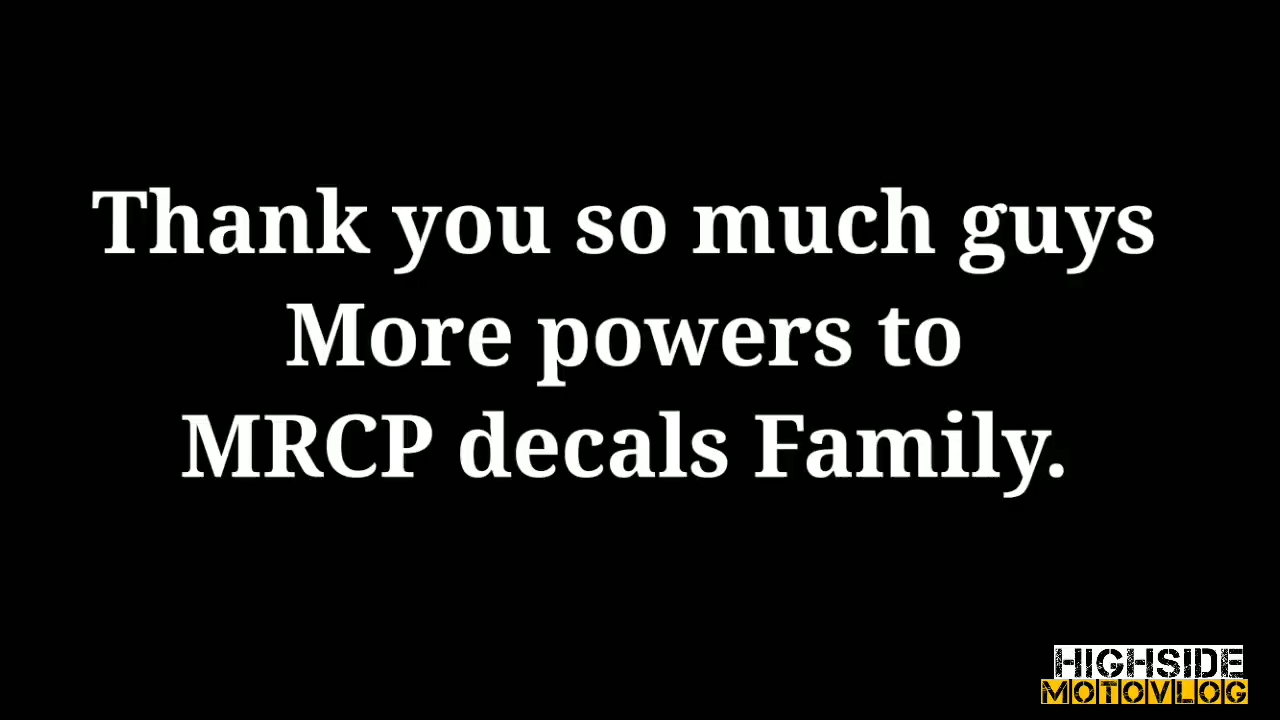 Thank you so much guys
More powers to
MRCP decals Family.
HIGHSIDE
MOTOVLOG